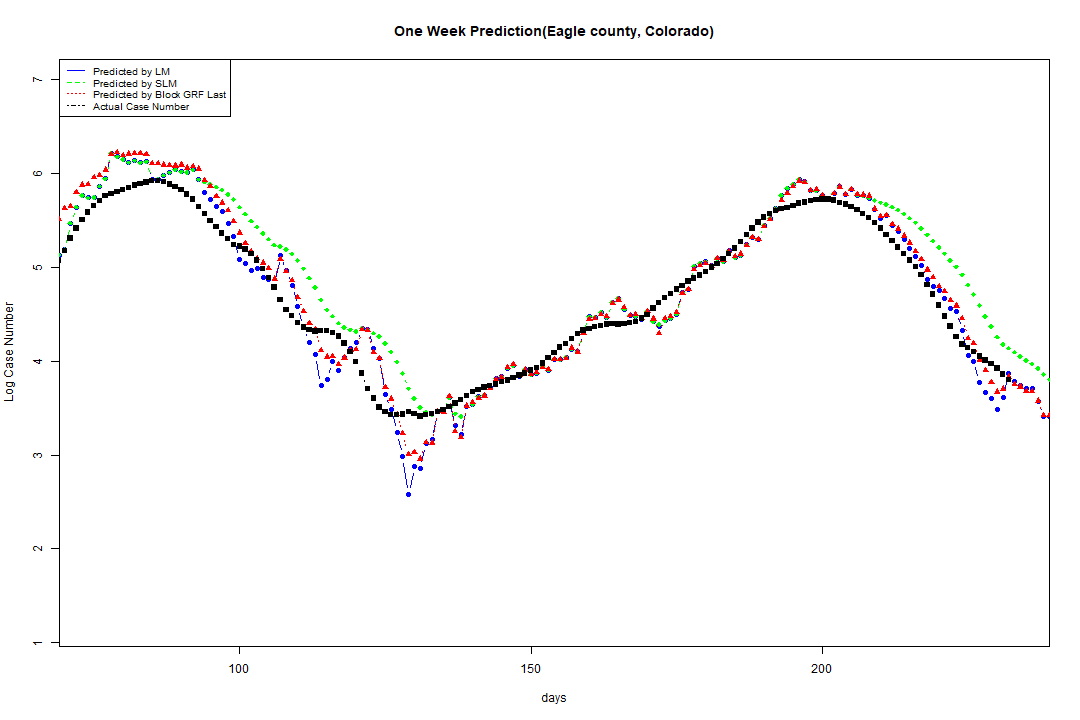 One Week Prediction(Eagle county, Colorado)
Predicted by LM
Predicted by SLM
Predicted by Block GRF Last
Actual Case Number
7
6
5
4
3
2
1
Log Case Number
100 150 200
days